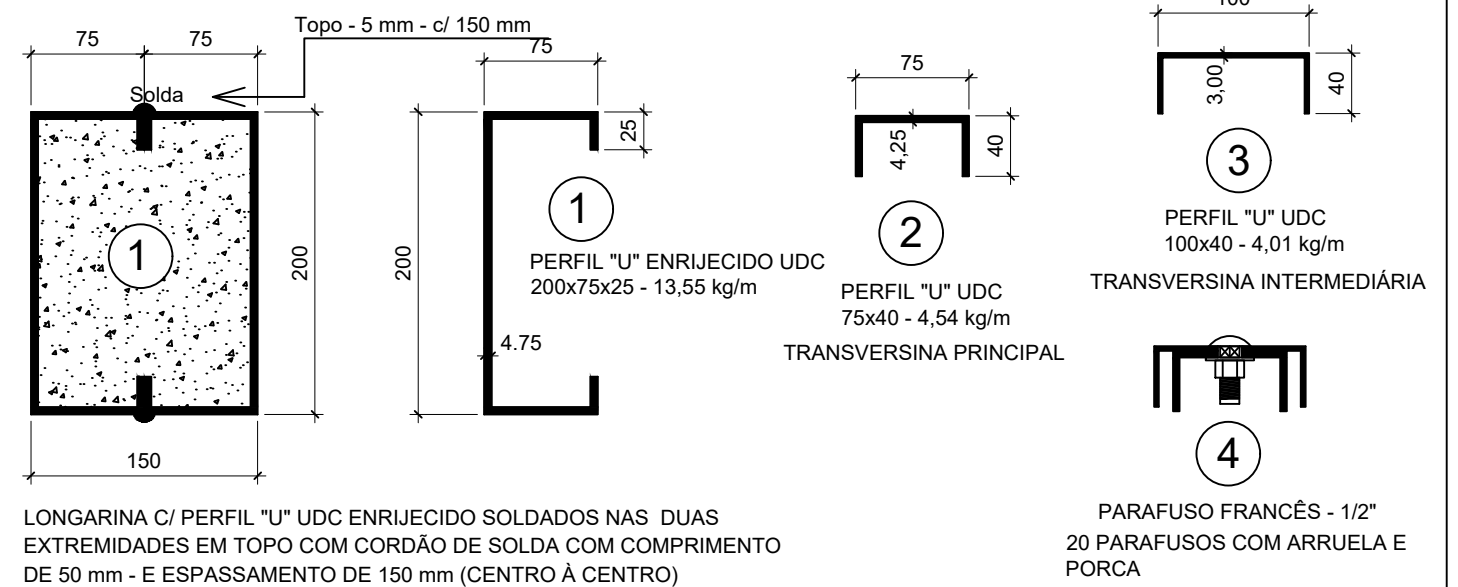 Topo - 5 mm - c/ 150 mm
75
75
Solda
1
200
150
75
25
200
4.75
1
PERFIL "U" ENRIJECIDO UDC
200x75x25 - 13,55 kg/m
75
4,25
40
2
PERFIL "U" UDC
75x40 - 4,54 kg/m
TRANSVERSINA PRINCIPAL
100
3,00
40
3
PERFIL "U" UDC
100x40 - 4,01 kg/m
TRANSVERSINA INTERMEDIÁRIA
4
PARAFUSO FRANCÊS - 1/2"
20 PARAFUSOS COM ARRUELA E
PORCA
LONGARINA C/ PERFIL "U" UDC ENRIJECIDO SOLDADOS NAS DUAS
EXTREMIDADES EM TOPO COM CORDÃO DE SOLDA COM COMPRIMENTO
DE 50 mm - E ESPASSAMENTO DE 150 mm (CENTRO À CENTRO)